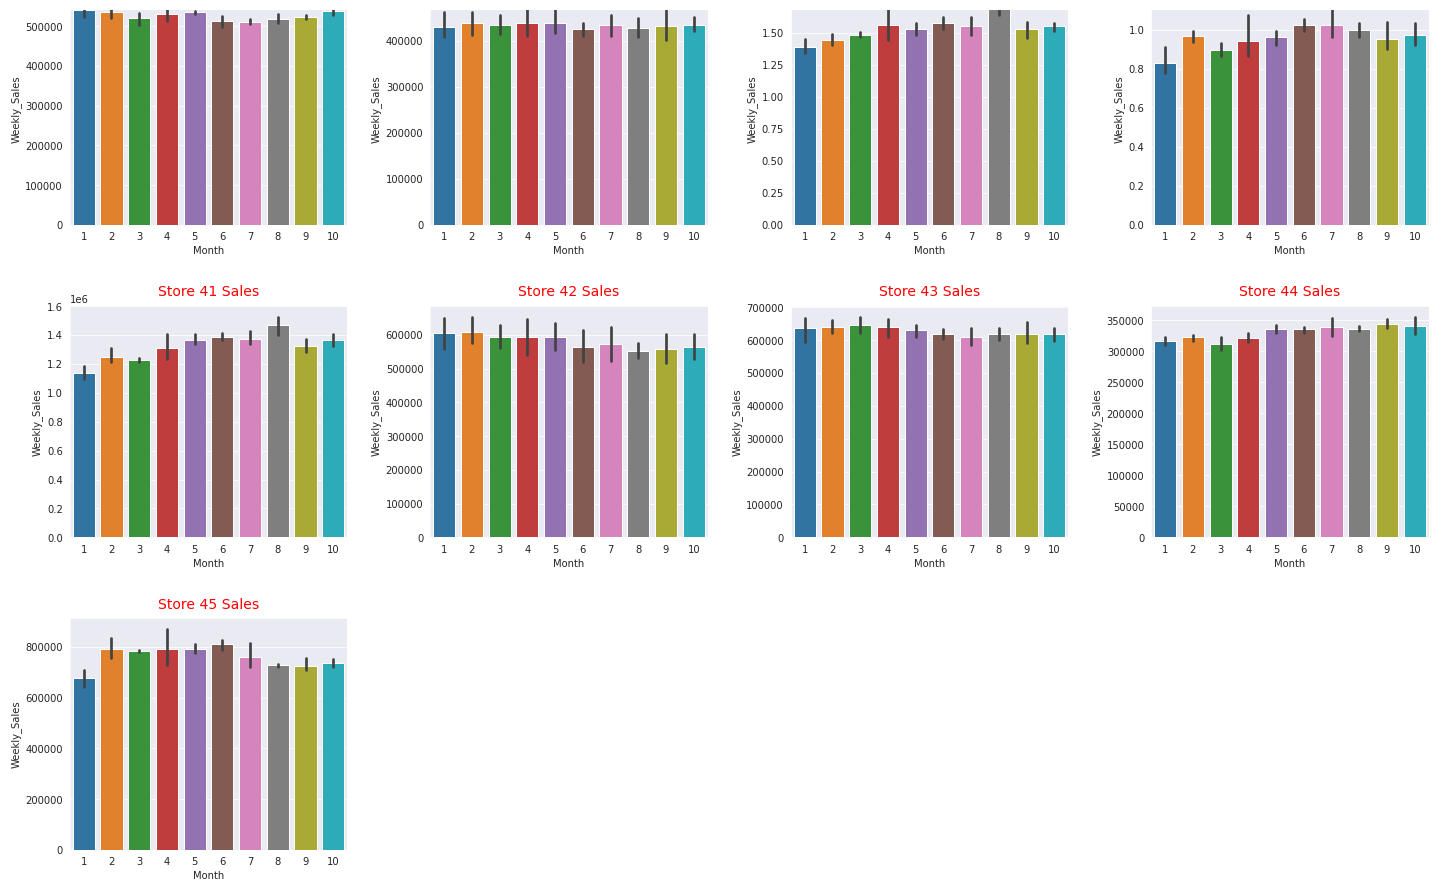 500000
400000
300000
200000
100000
0
Weekly_Sales
1 2 3 4 5 6 7 8 9 10
Month
400000
300000
200000
100000
0
Weekly_Sales
1 2 3 4 5 6 7 8 9 10
Month
1.50
1.25
1.00
0.75
0.50
0.25
0.00
Weekly_Sales
1 2 3 4 5 6 7 8 9 10
Month
1.0
0.8
0.6
0.4
0.2
0.0
Weekly_Sales
1 2 3 4 5 6 7 8 9 10
Month
Store 41 Sales
1e6
1.6
1.4
1.2
1.0
0.8
0.6
0.4
0.2
0.0
Weekly_Sales
1 2 3 4 5 6 7 8 9 10
Month
Store 42 Sales
600000
500000
400000
300000
200000
100000
0
Weekly_Sales
1 2 3 4 5 6 7 8 9 10
Month
Store 43 Sales
700000
600000
500000
400000
300000
200000
100000
0
Weekly_Sales
1 2 3 4 5 6 7 8 9 10
Month
Store 44 Sales
350000
300000
250000
200000
150000
100000
50000
0
Weekly_Sales
1 2 3 4 5 6 7 8 9 10
Month
Store 45 Sales
800000
600000
400000
200000
0
Weekly_Sales
1 2 3 4 5 6 7 8 9 10
Month